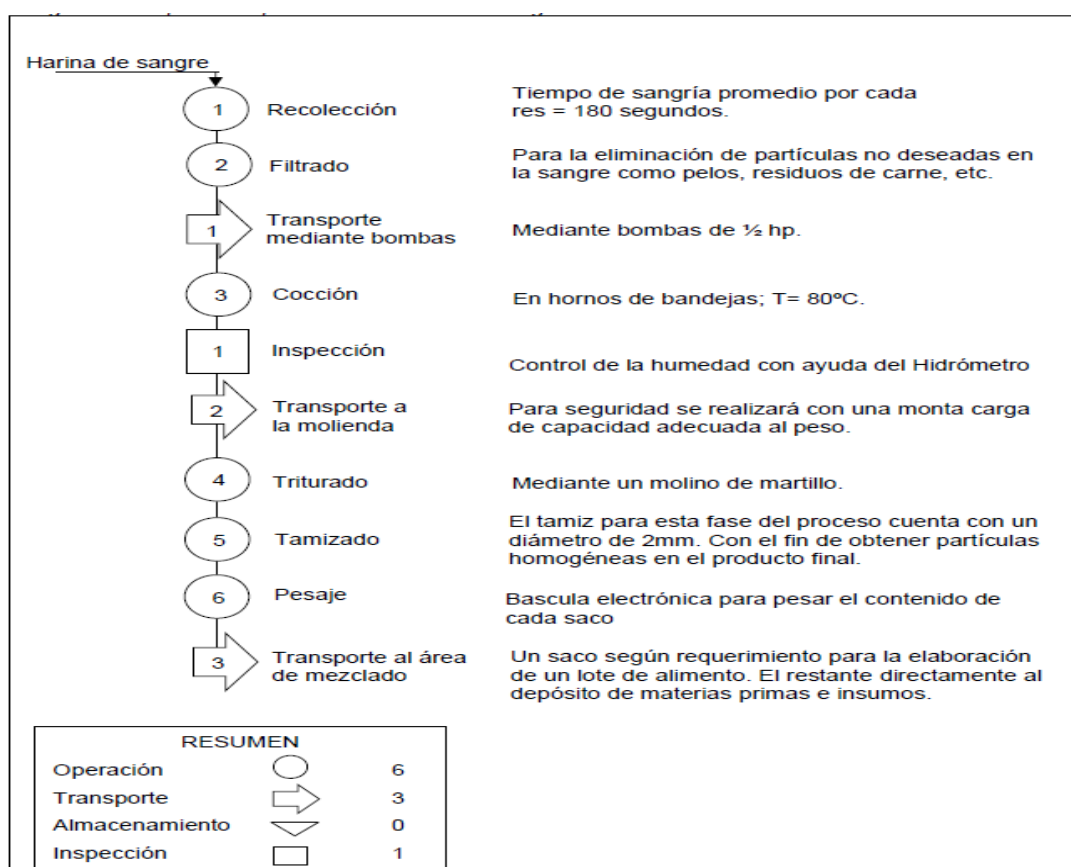 Harina de sangre
1 Recolección
Tiempo de sangría promedio por cada
res = 180 segundos.
2 Filtrado
Para la eliminación de partículas no deseadas en
la sangre como pelos, residuos de carne, etc.
1 Transporte
mediante bombas
Mediante bombas de ½ hp.
3 Cocción
En hornos de bandejas; T= 80ºC.
1 Inspección
Control de la humedad con ayuda del Hidrómetro
2 Transporte a
la molienda
Para seguridad se realizará con una monta carga
de capacidad adecuada al peso.
4 Triturado
Mediante un molino de martillo.
5 Tamizado
El tamiz para esta fase del proceso cuenta con un
diámetro de 2mm. Con el fin de obtener partículas
homogéneas en el producto final.
6 Pesaje
Bascula electrónica para pesar el contenido de
cada saco
3 Transporte al área
de mezclado
Un saco según requerimiento para la elaboración
de un lote de alimento. El restante directamente al
depósito de materias primas e insumos.
RESUMEN
Operación 6
Transporte 3
Almacenamiento 0
Inspección 1